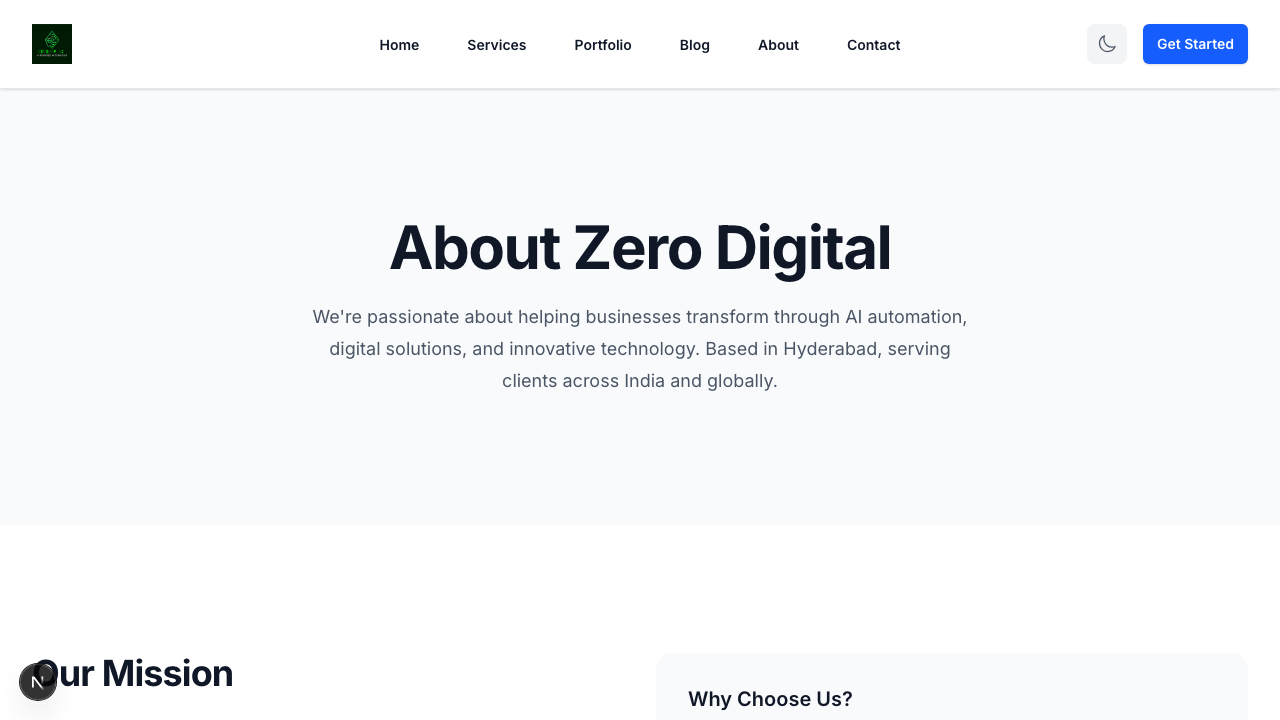 Home
Services
Portfolio
Blog
About
Contact
Get Started
About Zero Digital
We're passionate about helping businesses transform through AI automation,
digital solutions, and innovative technology. Based in Hyderabad, serving
clients across India and globally.
Our Mission
Why Choose Us?